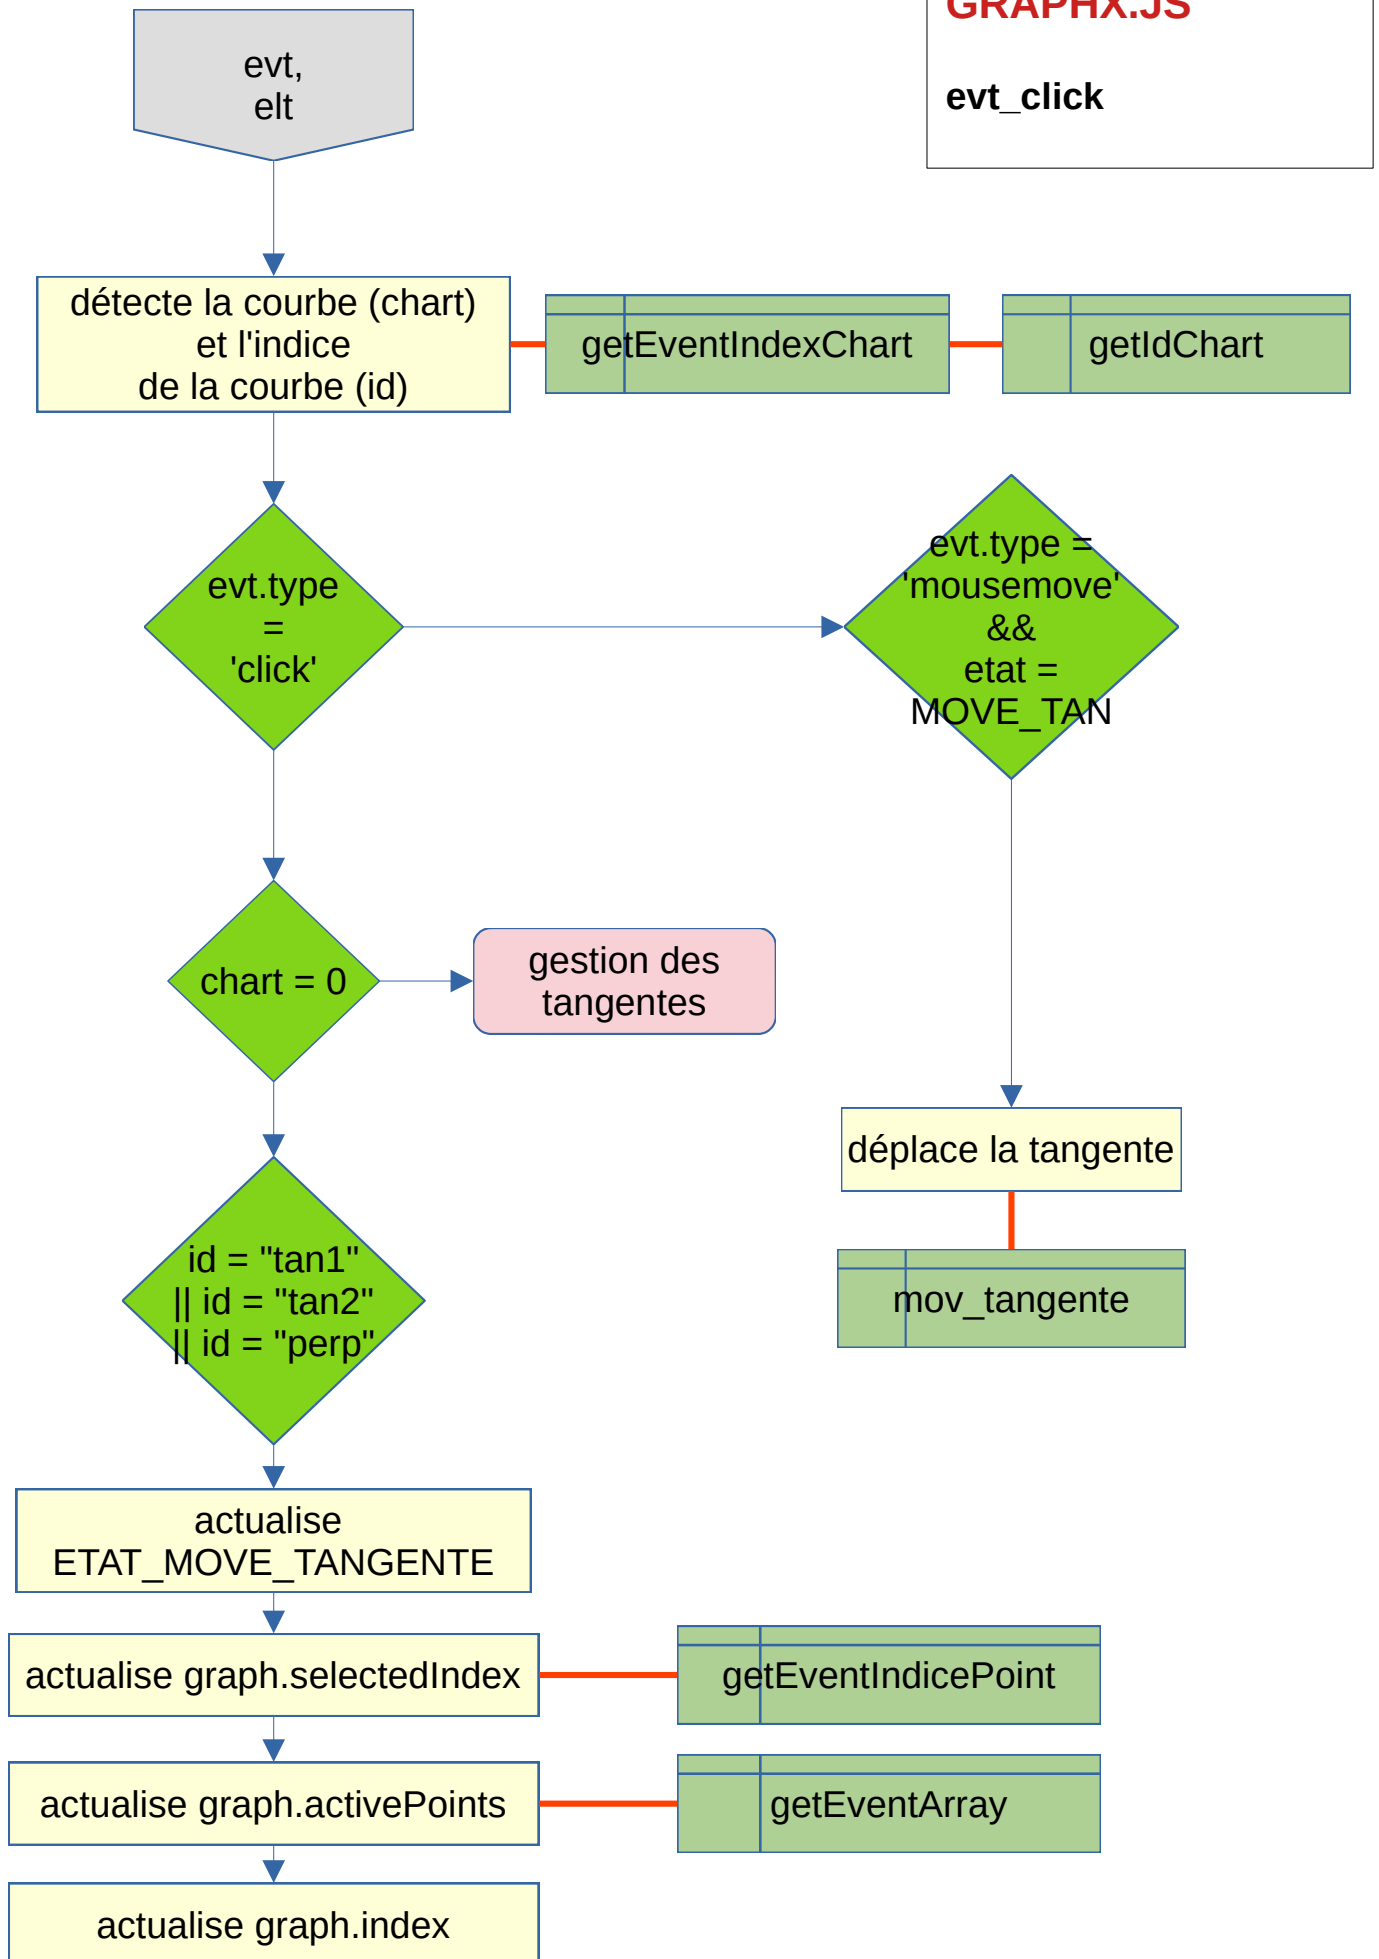 GRAPHX.JS
evt_click
evt,
elt
détecte la courbe (chart)
et l'indice
de la courbe (id)
getEventIndexChart
getIdChart
evt.type
=
'click'
evt.type =
'mousemove'
&&
etat =
MOVE_TAN
chart = 0
gestion des
tangentes
déplace la tangente
mov_tangente
id = "tan1"
|| id = "tan2"
|| id = "perp"
actualise
ETAT_MOVE_TANGENTE
actualise graph.selectedIndex
getEventIndicePoint
actualise graph.activePoints
getEventArray
actualise graph.index